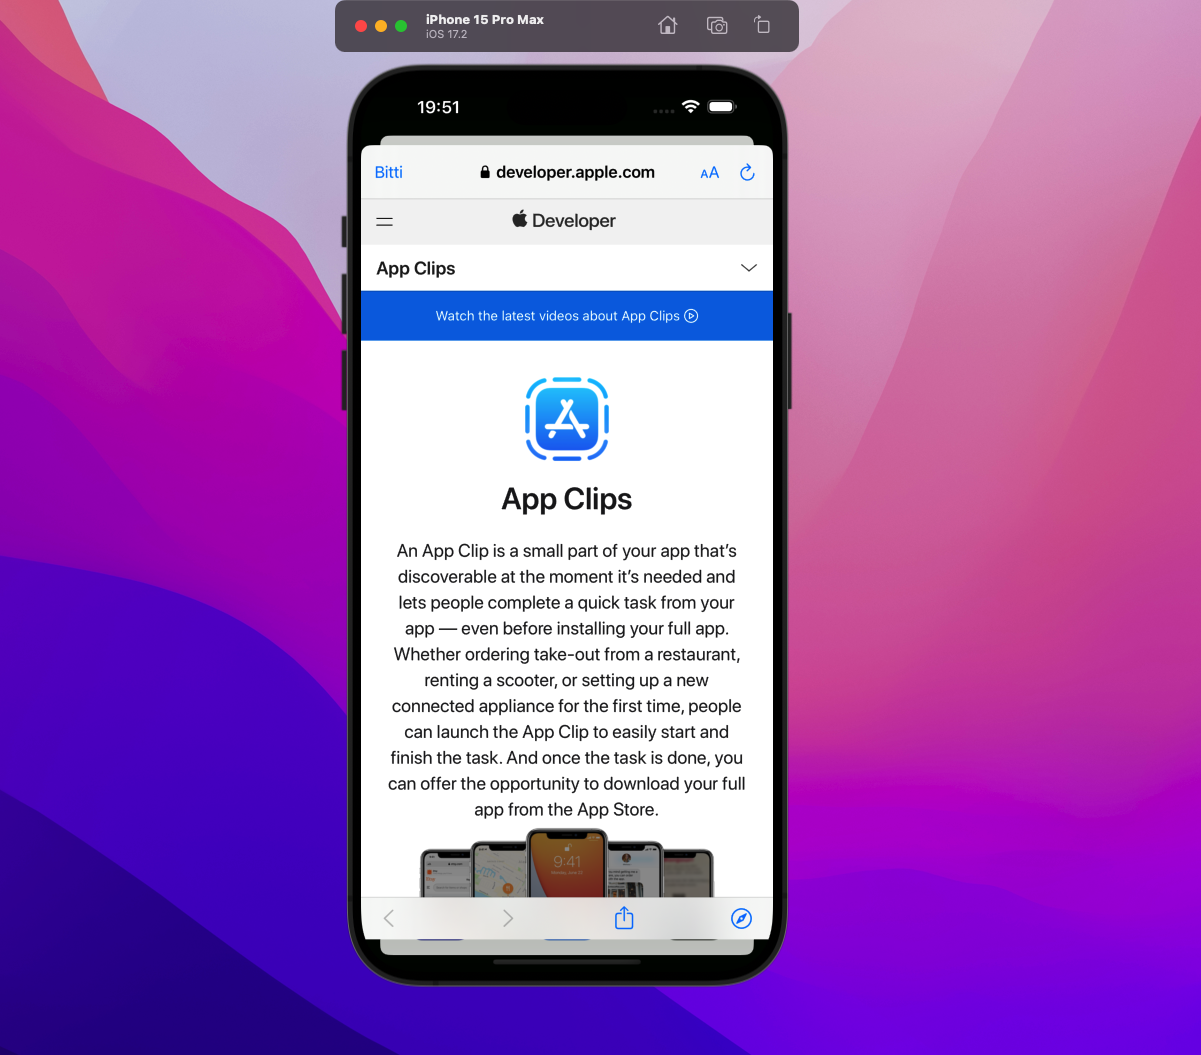 iPhone 15 Pro Max
iOS 17.2
19:51
Bitti
developer.apple.com
AA
Developer
App Clips
Watch the latest videos about App Clips
App Clips
An App Clip is a small part of your app that’s
discoverable at the moment it’s needed and
lets people complete a quick task from your
app — even before installing your full app.
Whether ordering take-out from a restaurant,
renting a scooter, or setting up a new
connected appliance for the first time, people
can launch the App Clip to easily start and
finish the task. And once the task is done, you
can offer the opportunity to download your full
app from the App Store.
9:41